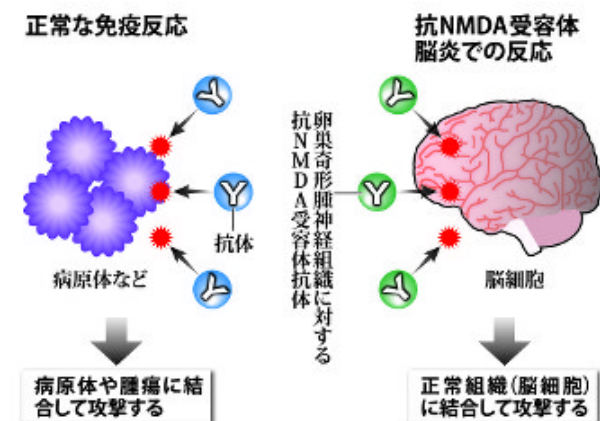 正常な免疫反応
抗NMDA受容体
脳炎での反応
抗体
病原体など
卵巣奇形腫神経組織に対する
抗NMDA受容体抗体
脳細胞
病原体や腫瘍に結
合して攻撃する
正常組織(脳細胞)
に結合して攻撃する